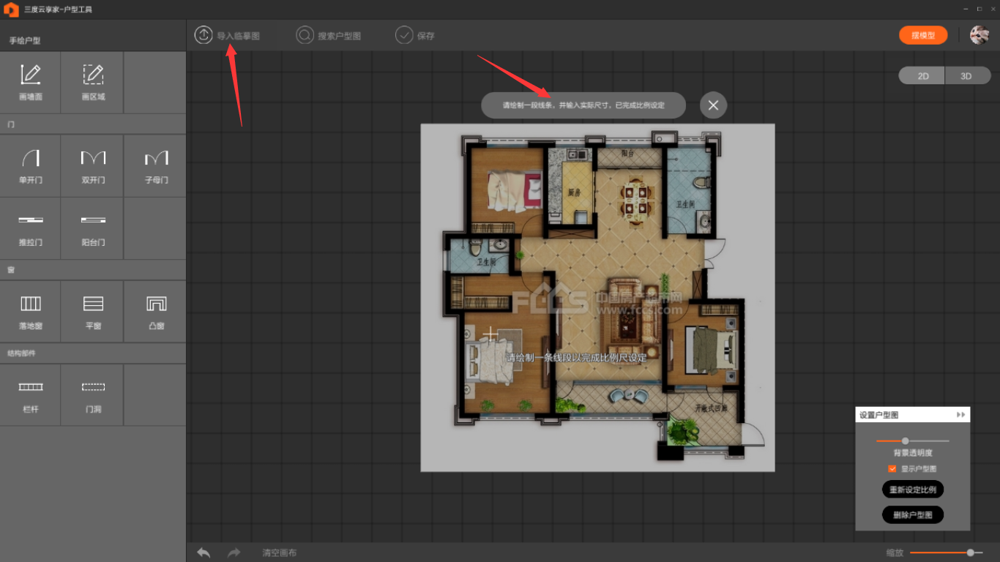 三度云享家-户型工具
手绘户型
导入临摹图
搜索户型图
保存
摆模型
2D
3D
画墙面
画区域
门
单开门
双开门
子母门
推拉门
阳台门
窗
落地窗
平窗
凸窗
结构部件
栏杆
门洞
请绘制一段线条，并输入实际尺寸，已完成比例设定
阳台
厨房
卫生间
卫生间
FCCS
中国房产超市网
www.fccs.com
请绘制一条线段以完成比例尺设定
开敞式回廊
设置户型图
背景透明度
显示户型图
重新设定比例
删除户型图
清空画布
缩放